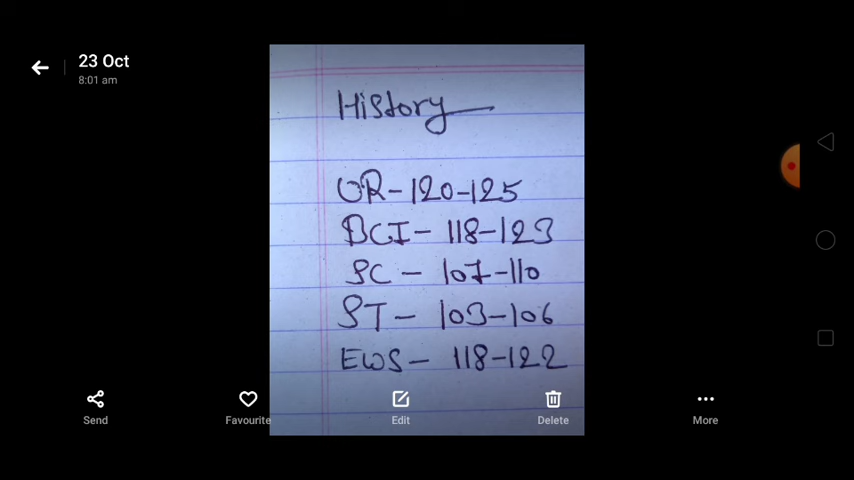 23 Oct
8:01 am
History
UR-120-125
BCI- 118-123
SC - 107-110
ST- 103-106
EWS- 118-122
Send
Favourite
Edit
Delete
More